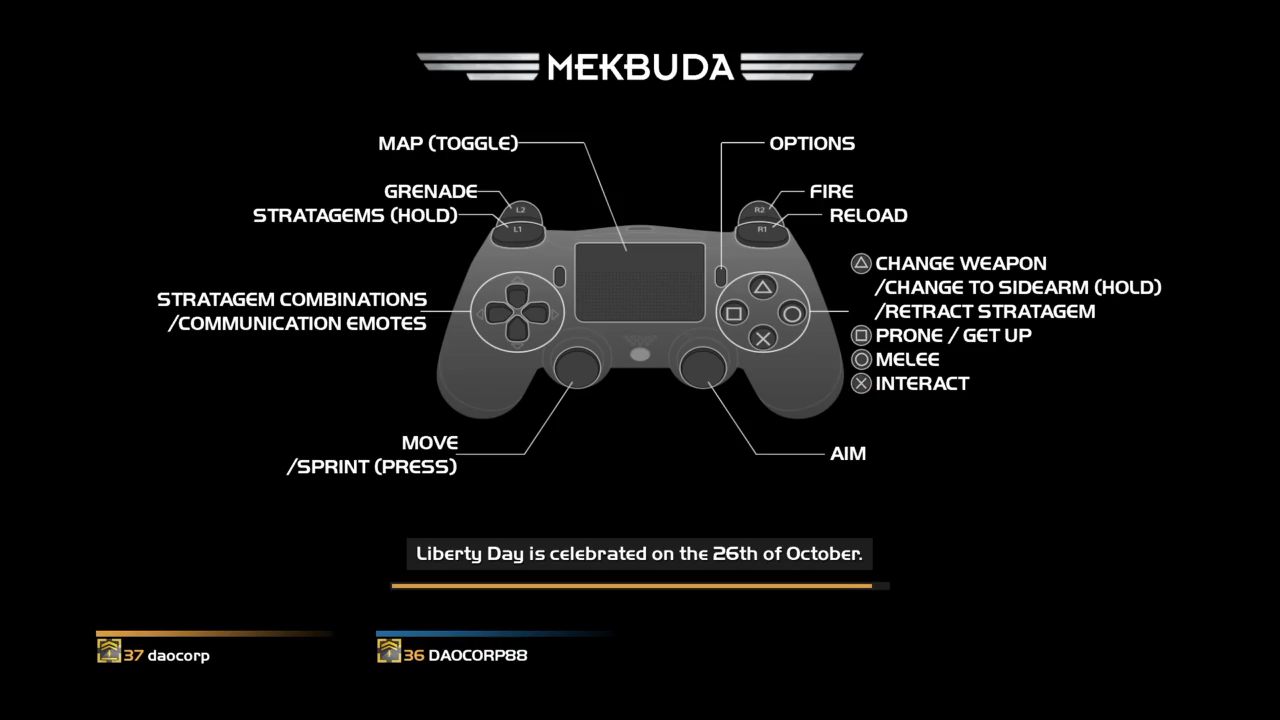 MEKBUDA
MAP (TOGGLE)
OPTIONS
GRENADE
L2
R2
FIRE
STRATAGEMS (HOLD)
L1
R1
RELOAD
CHANGE WEAPON
/CHANGE TO SIDEARM (HOLD)
/RETRACT STRATAGEM
PRONE / GET UP
MELEE
INTERACT
STRATAGEM COMBINATIONS
/COMMUNICATION EMOTES
MOVE
/SPRINT (PRESS)
AIM
Liberty Day is celebrated on the 26th of October.
37 daocorp
36 DAOCORP88